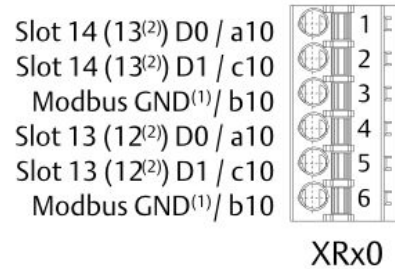 Slot 14 (13⁽²⁾) D0 / a10 1
Slot 14 (13⁽²⁾) D1 / c10 2
Modbus GND⁽¹⁾/ b10 3
Slot 13 (12⁽²⁾) D0 / a10 4
Slot 13 (12⁽²⁾) D1 / c10 5
Modbus GND⁽¹⁾/ b10 6
XRx0